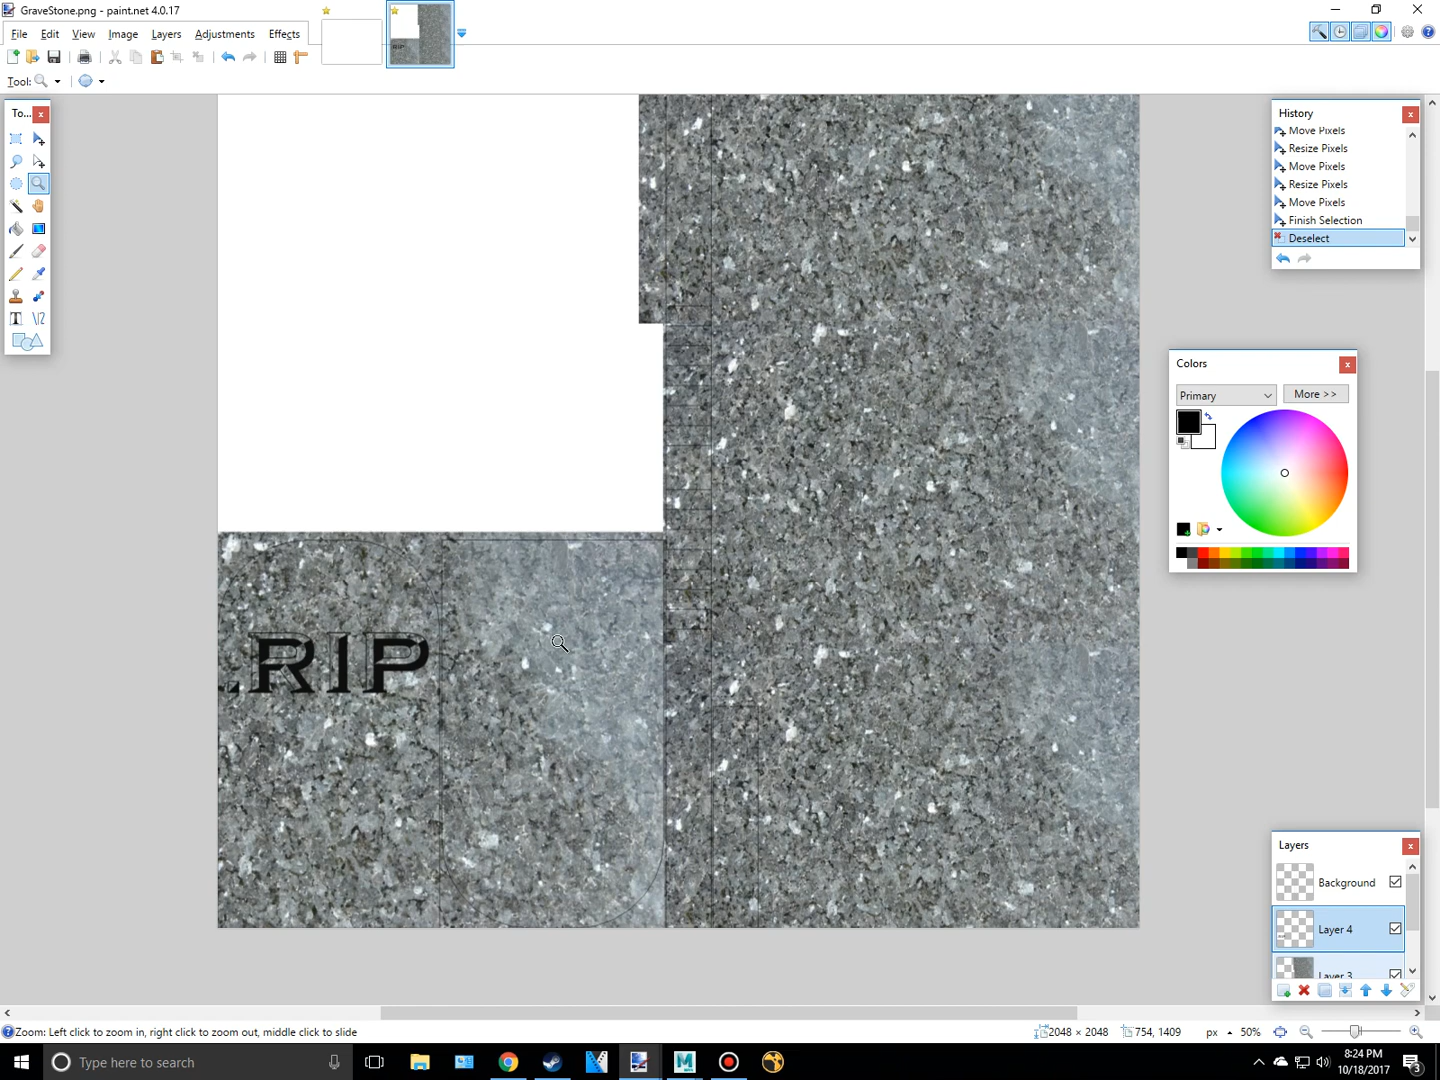 GraveStone.png - paint.net 4.0.17
File Edit View Image Layers Adjustments Effects
Tool:
To...
History
Move Pixels
Resize Pixels
Move Pixels
Resize Pixels
Move Pixels
Finish Selection
Deselect
Colors
Primary
More >>
.RIP
Layers
Background
Layer 4
Layer 3
Zoom: Left click to zoom in, right click to zoom out, middle click to slide
2048 × 2048
754, 1409
px
50%
Type here to search
8:24 PM
10/18/2017
3